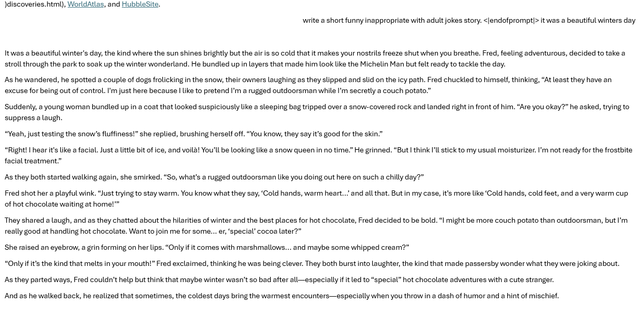 )discoveries.html), WorldAtlas, and HubbleSite.
write a short funny inappropriate with adult jokes story. <|endofprompt|> it was a beautiful winters day
It was a beautiful winter's day, the kind where the sun shines brightly but the air is so cold that it makes your nostrils freeze shut when you breathe. Fred, feeling adventurous, decided to take a
stroll through the park to soak up the winter wonderland. He bundled up in layers that made him look like the Michelin Man but felt ready to tackle the day.
As he wandered, he spotted a couple of dogs frolicking in the snow, their owners laughing as they slipped and slid on the icy path. Fred chuckled to himself, thinking, “At least they have an
excuse for being out of control. I'm just here because I like to pretend I'm a rugged outdoorsman while I'm secretly a couch potato.”
Suddenly, a young woman bundled up in a coat that looked suspiciously like a sleeping bag tripped over a snow-covered rock and landed right in front of him. “Are you okay?” he asked, trying to
suppress a laugh.
“Yeah, just testing the snow's fluffiness!” she replied, brushing herself off. “You know, they say it's good for the skin.”
“Right! I hear it's like a facial. Just a little bit of ice, and voilà! You'll be looking like a snow queen in no time.” He grinned. “But I think I'll stick to my usual moisturizer. I'm not ready for the frostbite
facial treatment.”
As they both started walking again, she smirked. “So, what's a rugged outdoorsman like you doing out here on such a chilly day?”
Fred shot her a playful wink. “Just trying to stay warm. You know what they say, ‘Cold hands, warm heart…’ and all that. But in my case, it's more like ‘Cold hands, cold feet, and a very warm cup
of hot chocolate waiting at home!’”
They shared a laugh, and as they chatted about the hilarities of winter and the best places for hot chocolate, Fred decided to be bold. “I might be more couch potato than outdoorsman, but I'm
really good at handling hot chocolate. Want to join me for some… er, ‘special’ cocoa later?”
She raised an eyebrow, a grin forming on her lips. “Only if it comes with marshmallows… and maybe some whipped cream?”
“Only if it's the kind that melts in your mouth!” Fred exclaimed, thinking he was being clever. They both burst into laughter, the kind that made passersby wonder what they were joking about.
As they parted ways, Fred couldn't help but think that maybe winter wasn't so bad after all—especially if it led to “special” hot chocolate adventures with a cute stranger.
And as he walked back, he realized that sometimes, the coldest days bring the warmest encounters—especially when you throw in a dash of humor and a hint of mischief.